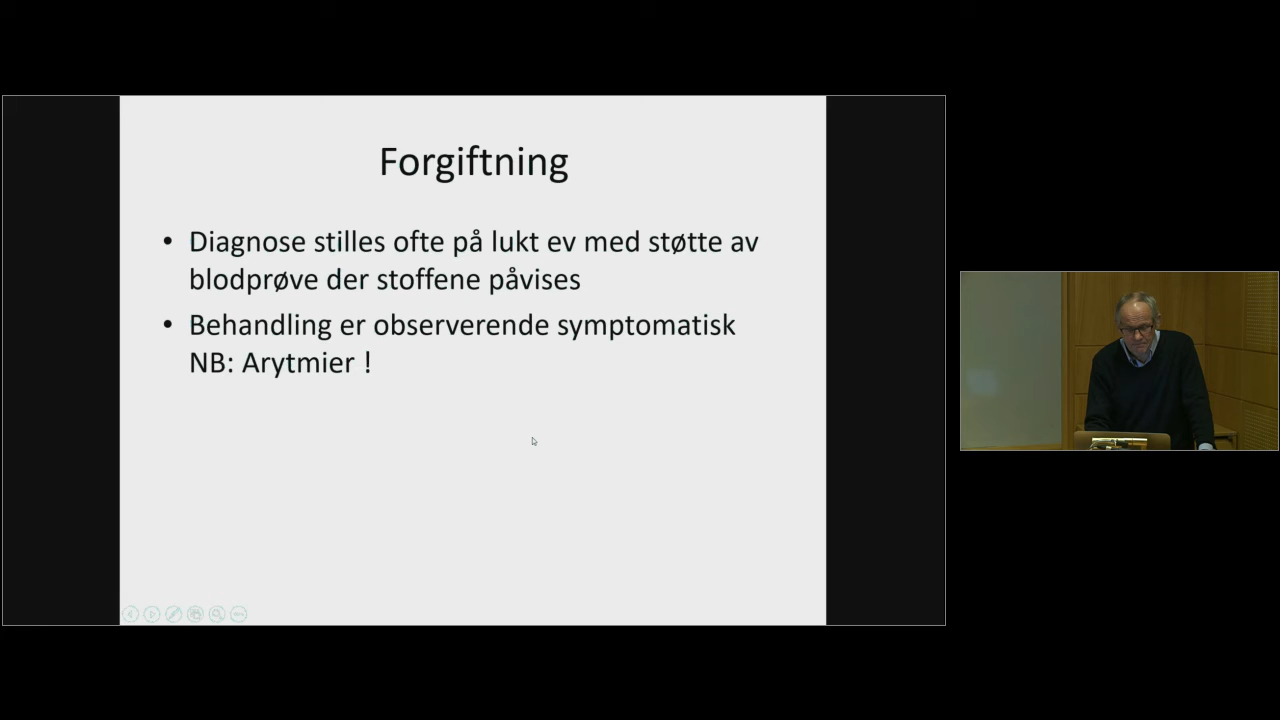 Forgiftning
• Diagnose stilles ofte på lukt ev med støtte av
blodprøve der stoffene påvises
• Behandling er observerende symptomatisk
NB: Arytmier !